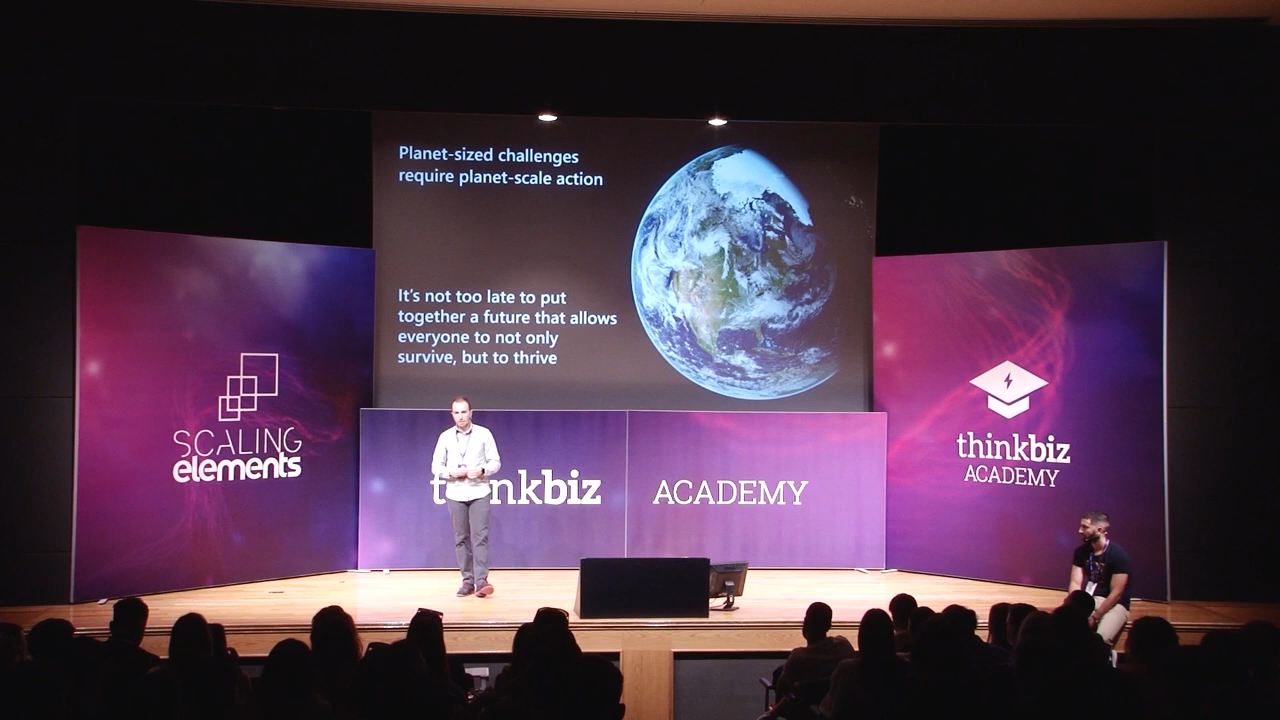 Planet-sized challenges
require planet-scale action
It's not too late to put
together a future that allows
everyone to not only
survive, but to thrive
SCALING
elements
t nkbiz ACADEMY
thinkbiz
ACADEMY